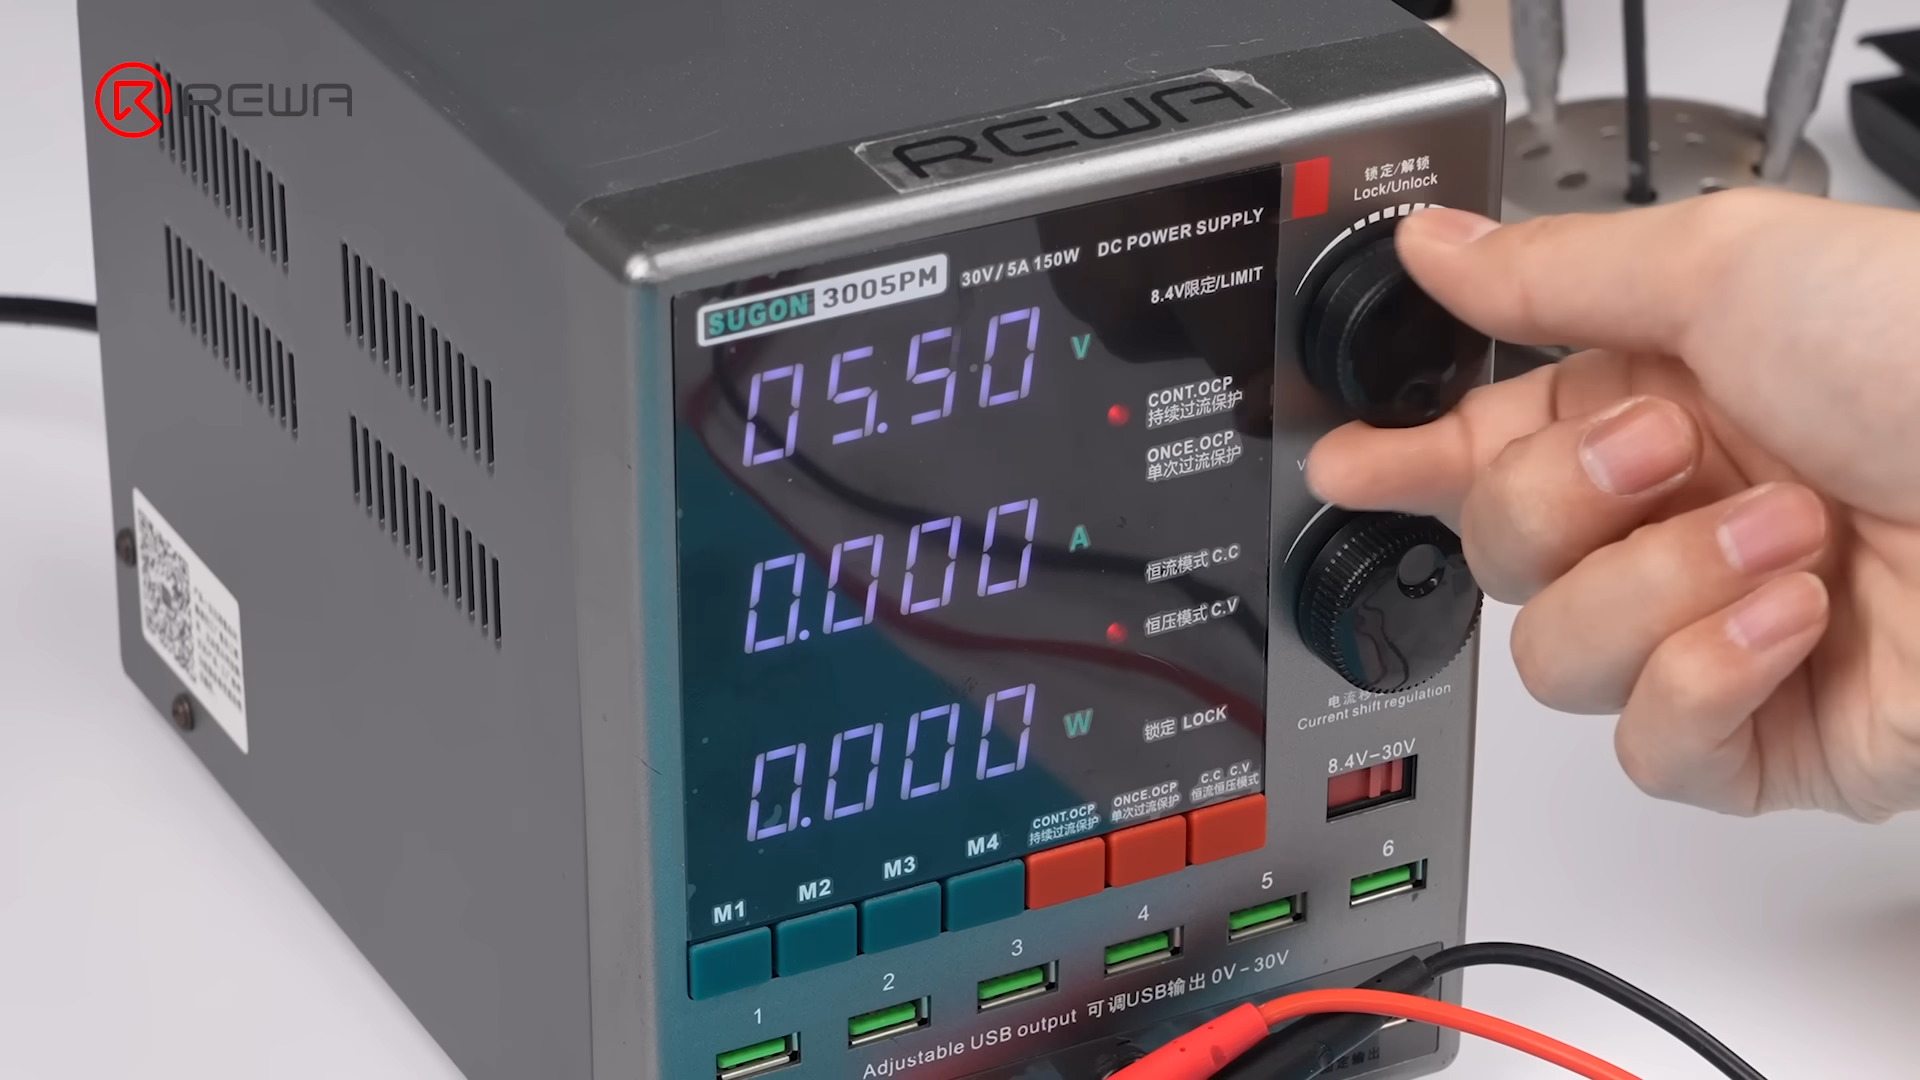 REWA
REWA
锁定/解锁
Lock/Unlock
DC POWER SUPPLY
30V/5A 150W
SUGON 3005PM
8.4V限定/LIMIT
05.50 V
CONT.OCP
持续过流保护
ONCE.OCP
单次过流保护
0.000 A
恒流模式 C.C
恒压模式 C.V
0.000 W
锁定 LOCK
Current shift regulation
8.4V-30V
C.C C.V
恒流恒压模式
ONCE.OCP
单次过流保护
CONT.OCP
持续过流保护
M1 M2 M3 M4
1 2 3 4 5 6
Adjustable USB output 可调USB输出 0V-30V